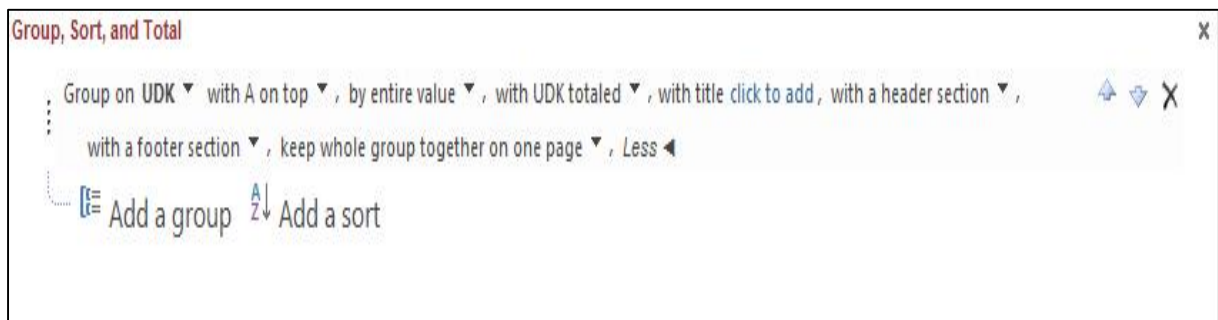 Group, Sort, and Total
Group on UDK with A on top , by entire value , with UDK totaled , with title click to add , with a header section ,
with a footer section , keep whole group together on one page , Less
Add a group A Z Add a sort